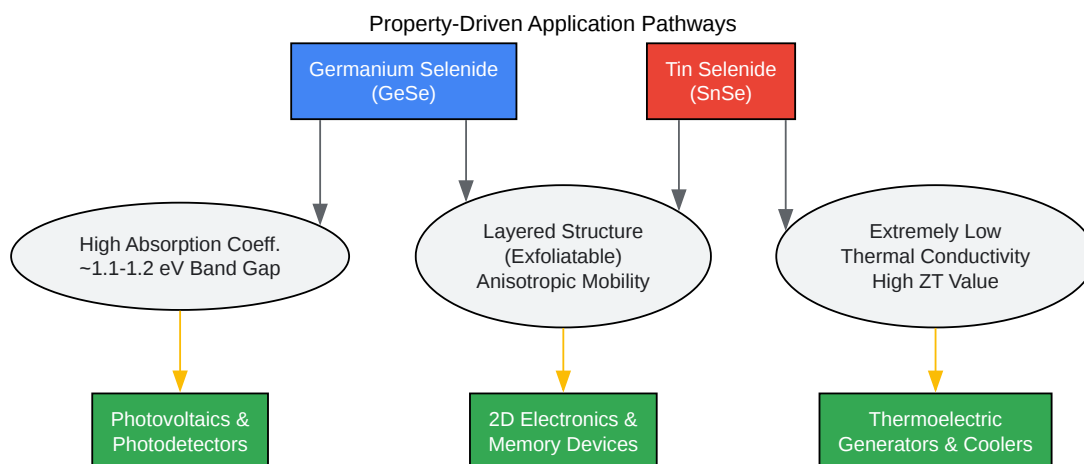 Property-Driven Application Pathways
Germanium Selenide
(GeSe)
Tin Selenide
(SnSe)
High Absorption Coeff.
~1.1-1.2 eV Band Gap
Layered Structure
(Exfoliatable)
Anisotropic Mobility
Extremely Low
Thermal Conductivity
High ZT Value
Photovoltaics &
Photodetectors
2D Electronics &
Memory Devices
Thermoelectric
Generators & Coolers